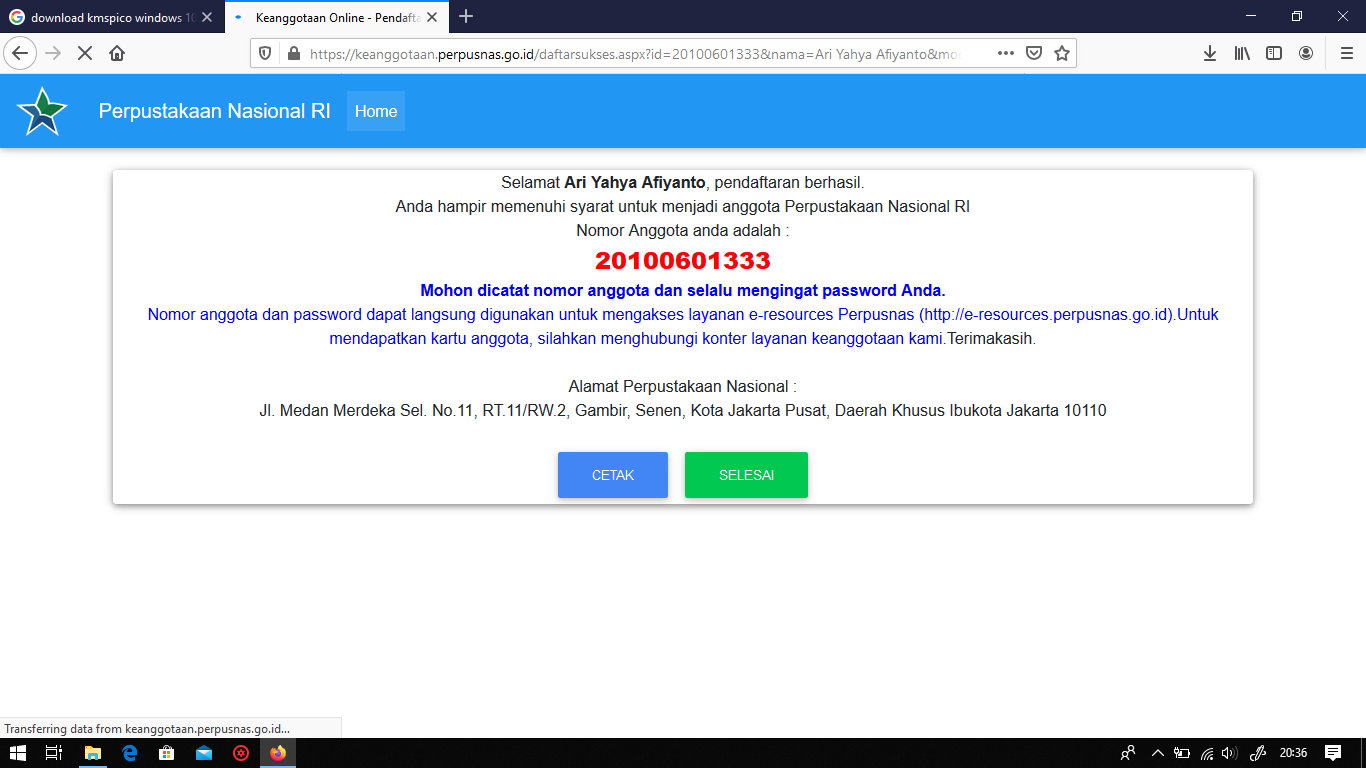 download kmspico windows 10
Keanggotaan Online - Pendafta
https://keanggotaan.perpusnas.go.id/daftarsukses.aspx?id=20100601333&nama=Ari Yahya Afiyanto&mod
Perpustakaan Nasional RI
Home
Selamat Ari Yahya Afiyanto, pendaftaran berhasil.
Anda hampir memenuhi syarat untuk menjadi anggota Perpustakaan Nasional RI
Nomor Anggota anda adalah :
20100601333
Mohon dicatat nomor anggota dan selalu mengingat password Anda.
Nomor anggota dan password dapat langsung digunakan untuk mengakses layanan e-resources Perpusnas (http://e-resources.perpusnas.go.id).Untuk
mendapatkan kartu anggota, silahkan menghubungi konter layanan keanggotaan kami.Terimakasih.
Alamat Perpustakaan Nasional :
Jl. Medan Merdeka Sel. No.11, RT.11/RW.2, Gambir, Senen, Kota Jakarta Pusat, Daerah Khusus Ibukota Jakarta 10110
CETAK
SELESAI
Transferring data from keanggotaan.perpusnas.go.id...
20:36